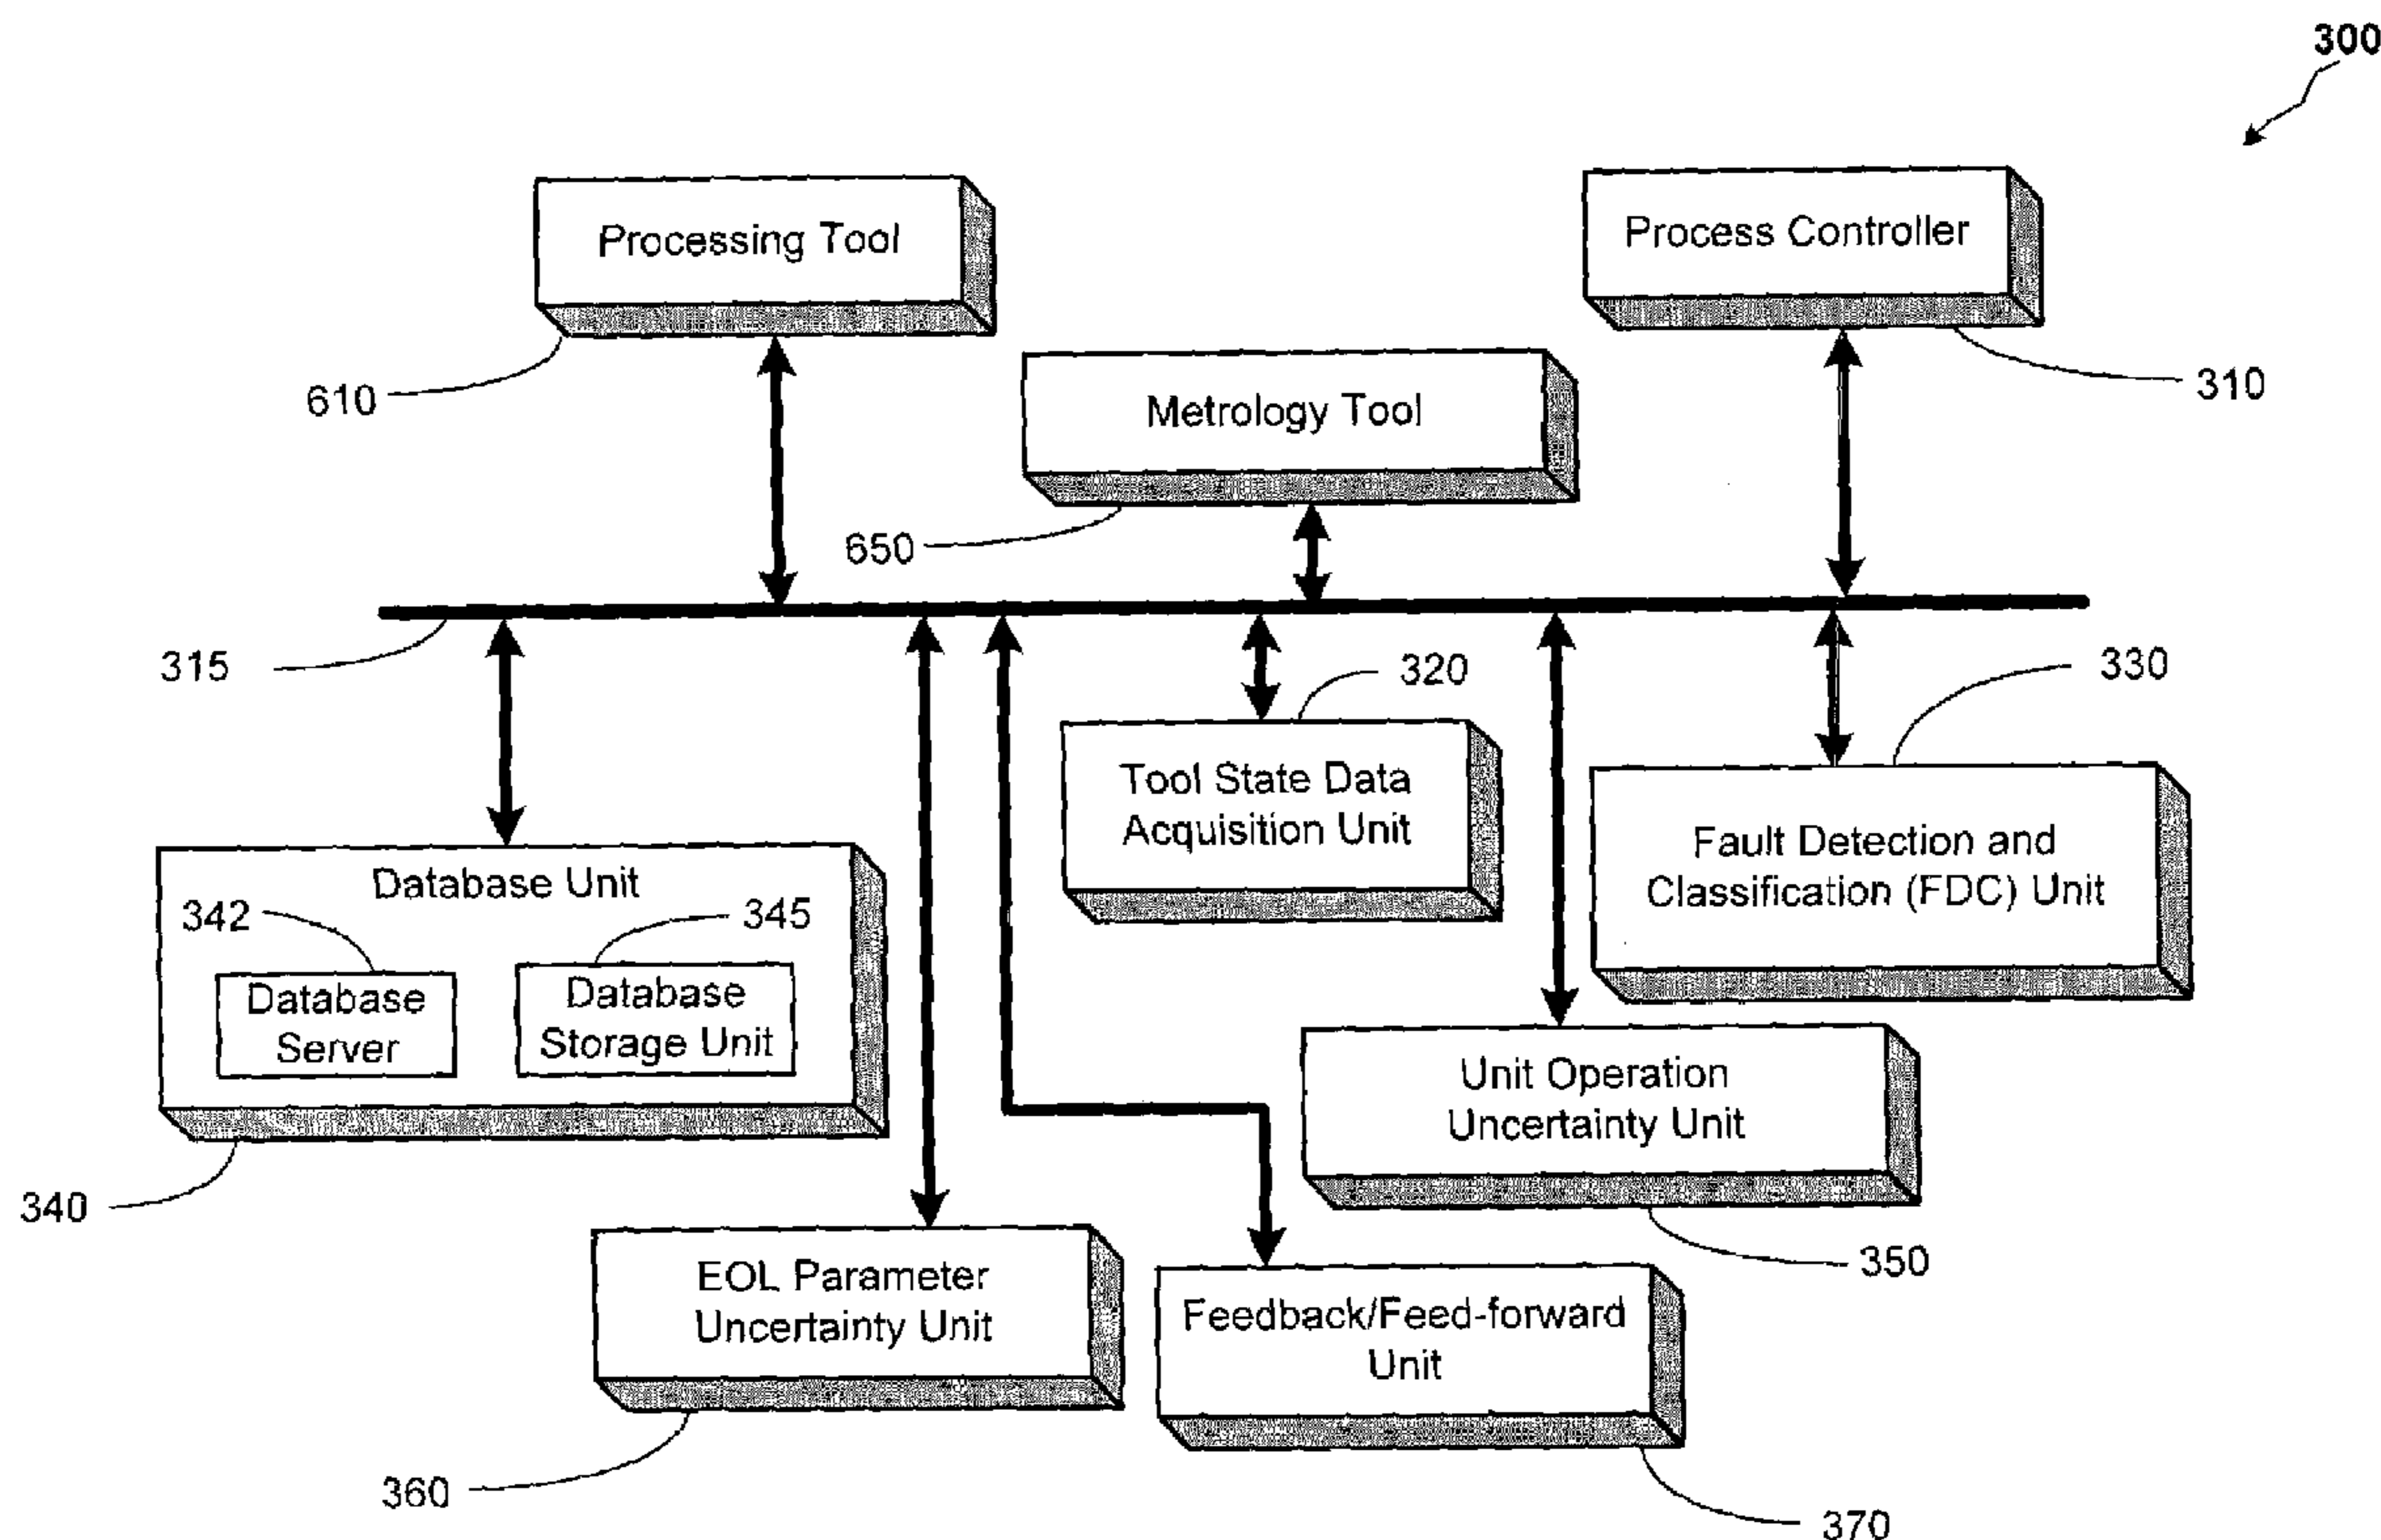 300
Processing Tool
Process Controller
610
Metrology Tool
310
650
315
320
330
Tool State Data
Acquisition Unit
Fault Detection and
Classification (FDC) Unit
Database Unit
342
345
Database
Server
Database
Storage Unit
Unit Operation
Uncertainty Unit
340
350
EOL Parameter
Uncertainty Unit
Feedback/Feed-forward
Unit
360
370